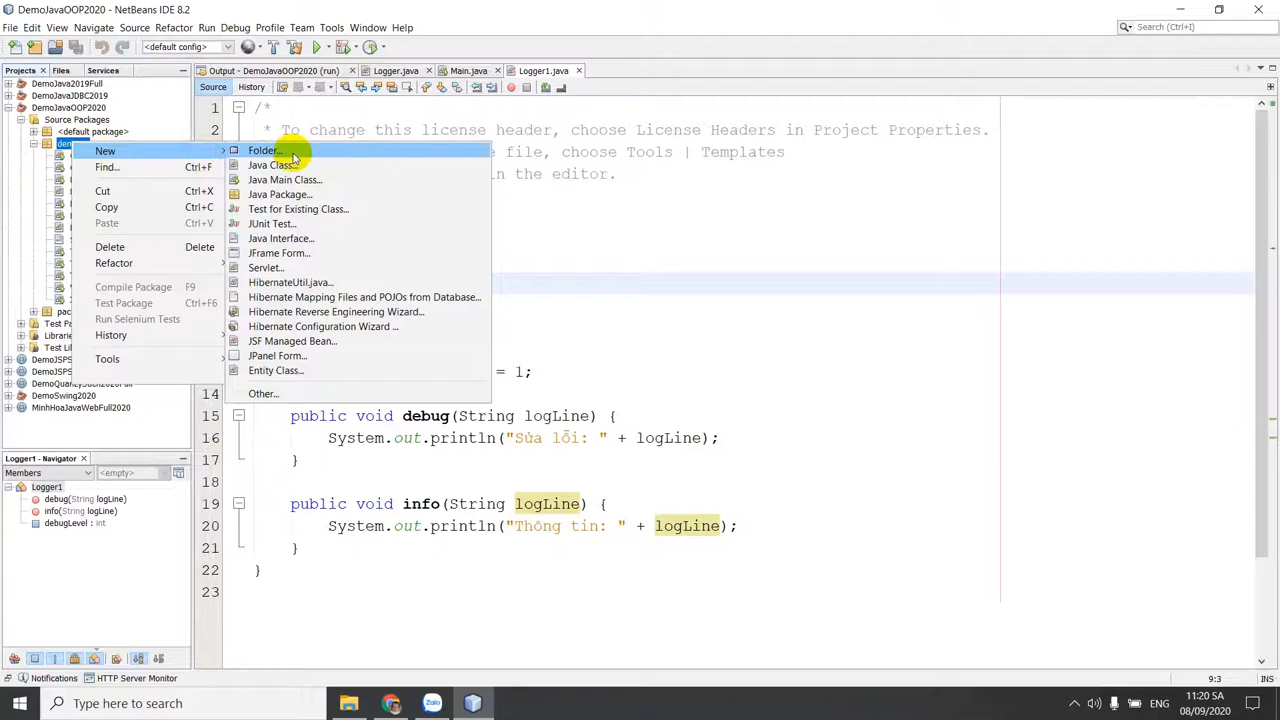 DemoJavaOOP2020 - NetBeans IDE 8.2
File Edit View Navigate Source Refactor Run Debug Profile Team Tools Window Help
Search (Ctrl+I)
<default config>
Projects Files Services
Output - DemoJavaOOP2020 (run) Logger.java Main.java Logger1.java
Source History
DemoJava2019Full
DemoJavaJDBC2019
DemoJavaOOP2020
Source Packages
<default package>
New
Find... Ctrl+F
Cut Ctrl+X
Copy Ctrl+C
Paste Ctrl+V
Delete Delete
Refactor
Compile Package F9
Test Package Ctrl+F6
Run Selenium Tests
History
Tools
Folder...
Java Class...
Java Main Class...
Java Package...
Test for Existing Class...
JUnit Test...
Java Interface...
JFrame Form...
Servlet...
HibernateUtil.java...
Hibernate Mapping Files and POJOs from Database...
Hibernate Reverse Engineering Wizard...
Hibernate Configuration Wizard ...
JSF Managed Bean...
JPanel Form...
Entity Class...
Other...
Test Pa
Librarie
Test Lib
DemoJSPS
DemoSwing2020
MinhHoaJavaWebFull2020
1 /*
2 * To change this license header, choose License Headers in Project Properties.
file, choose Tools | Templates
in the editor.
= 1;
14
15 public void debug(String logLine) {
16 System.out.println("Sửa lỗi: " + logLine);
17 }
18
19 public void info(String logLine) {
20 System.out.println("Thông tin: " + logLine);
21 }
22 }
23
Logger1 - Navigator
Members <empty>
Logger1
debug(String logLine)
info(String logLine)
debugLevel : int
Notifications HTTP Server Monitor
9:3 INS
Type here to search
Zalo
ENG
11:20 SA
08/09/2020